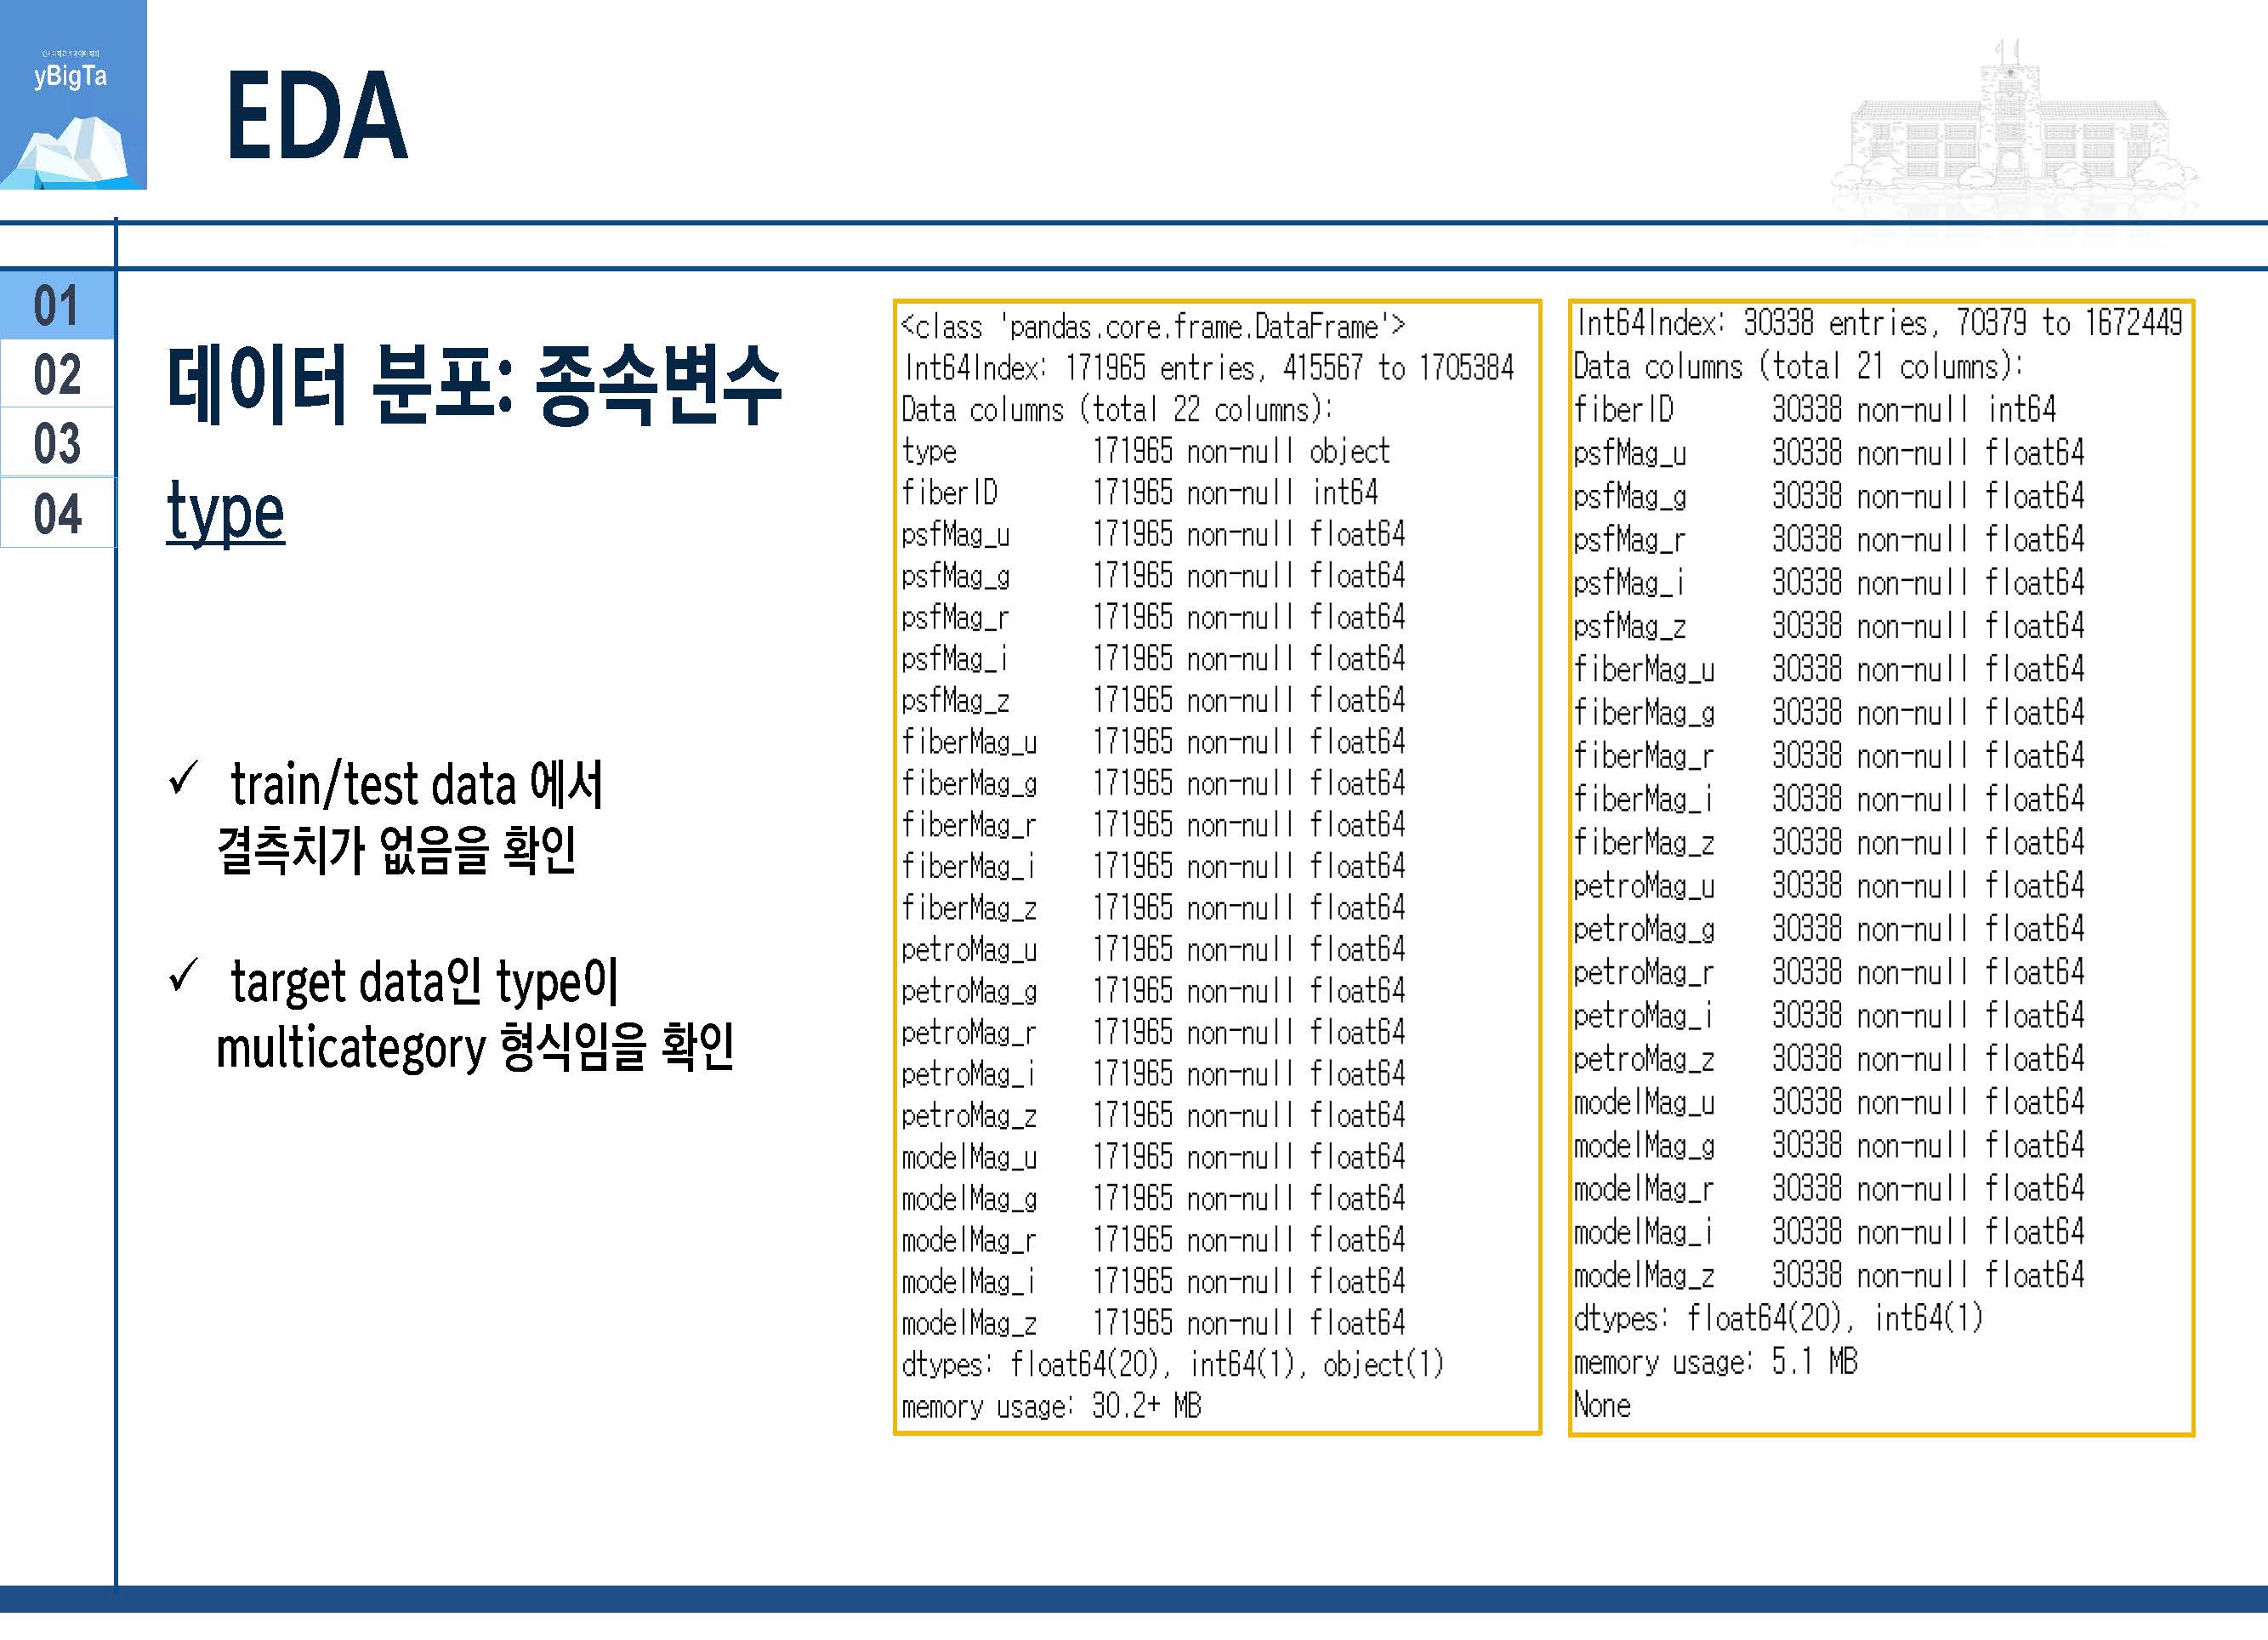 yBigTa
EDA
01
02
03
04
데이터 분포: 종속변수
type
✓ train/test data 에서
결측치가 없음을 확인
✓ target data인 type이
multicategory 형식임을 확인
<class 'pandas.core.frame.DataFrame'>
Int64Index: 171965 entries, 415567 to 1705384
Data columns (total 22 columns):
type 171965 non-null object
fiberID 171965 non-null int64
psfMag_u 171965 non-null float64
psfMag_g 171965 non-null float64
psfMag_r 171965 non-null float64
psfMag_i 171965 non-null float64
psfMag_z 171965 non-null float64
fiberMag_u 171965 non-null float64
fiberMag_g 171965 non-null float64
fiberMag_r 171965 non-null float64
fiberMag_i 171965 non-null float64
fiberMag_z 171965 non-null float64
petroMag_u 171965 non-null float64
petroMag_g 171965 non-null float64
petroMag_r 171965 non-null float64
petroMag_i 171965 non-null float64
petroMag_z 171965 non-null float64
modelMag_u 171965 non-null float64
modelMag_g 171965 non-null float64
modelMag_r 171965 non-null float64
modelMag_i 171965 non-null float64
modelMag_z 171965 non-null float64
dtypes: float64(20), int64(1), object(1)
memory usage: 30.2+ MB
Int64Index: 30338 entries, 70379 to 1672449
Data columns (total 21 columns):
fiberID 30338 non-null int64
psfMag_u 30338 non-null float64
psfMag_g 30338 non-null float64
psfMag_r 30338 non-null float64
psfMag_i 30338 non-null float64
psfMag_z 30338 non-null float64
fiberMag_u 30338 non-null float64
fiberMag_g 30338 non-null float64
fiberMag_r 30338 non-null float64
fiberMag_i 30338 non-null float64
fiberMag_z 30338 non-null float64
petroMag_u 30338 non-null float64
petroMag_g 30338 non-null float64
petroMag_r 30338 non-null float64
petroMag_i 30338 non-null float64
petroMag_z 30338 non-null float64
modelMag_u 30338 non-null float64
modelMag_g 30338 non-null float64
modelMag_r 30338 non-null float64
modelMag_i 30338 non-null float64
modelMag_z 30338 non-null float64
dtypes: float64(20), int64(1)
memory usage: 5.1 MB
None